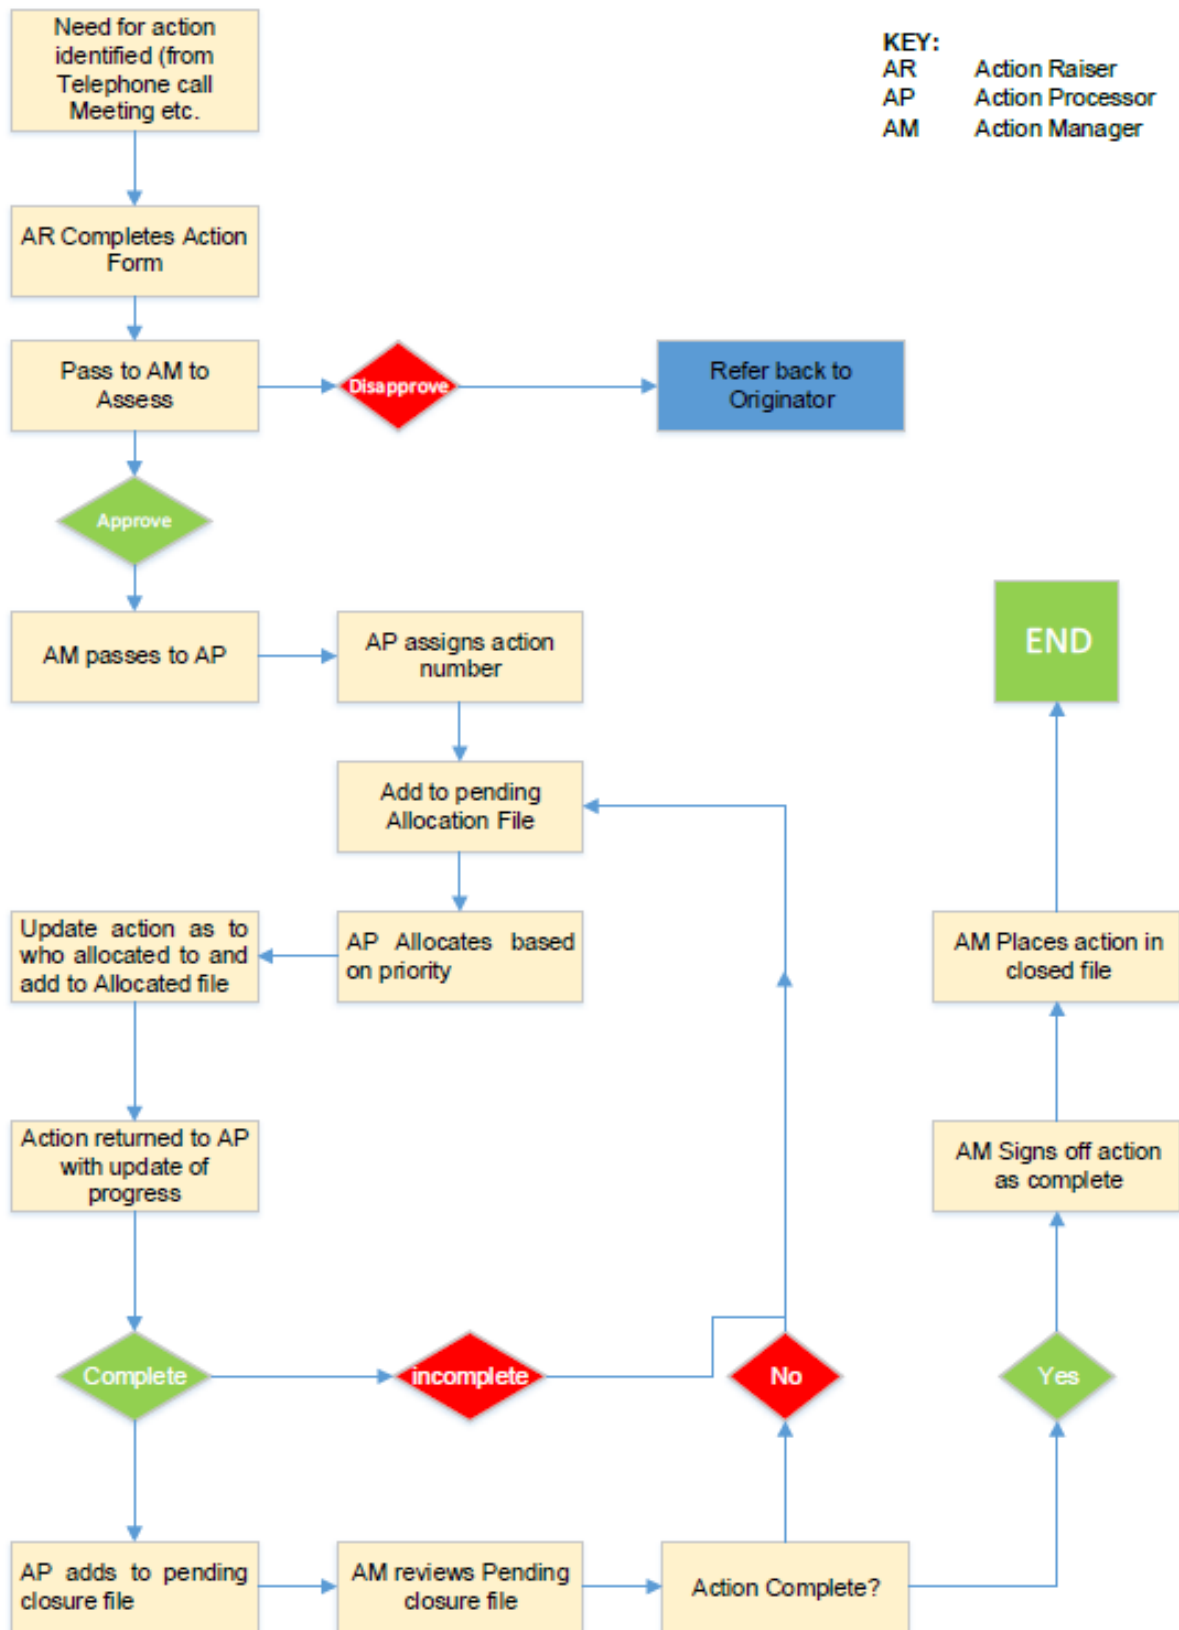 Need for action
identified (from
Telephone call
Meeting etc.
KEY:
AR Action Raiser
AP Action Processor
AM Action Manager
AR Completes Action
Form
Pass to AM to
Assess
Disapprove
Refer back to
Originator
Approve
AM passes to AP
AP assigns action
number
END
Add to pending
Allocation File
Update action as to
who allocated to and
add to Allocated file
AP Allocates based
on priority
AM Places action in
closed file
Action returned to AP
with update of
progress
AM Signs off action
as complete
Complete
incomplete
No
Yes
AP adds to pending
closure file
AM reviews Pending
closure file
Action Complete?